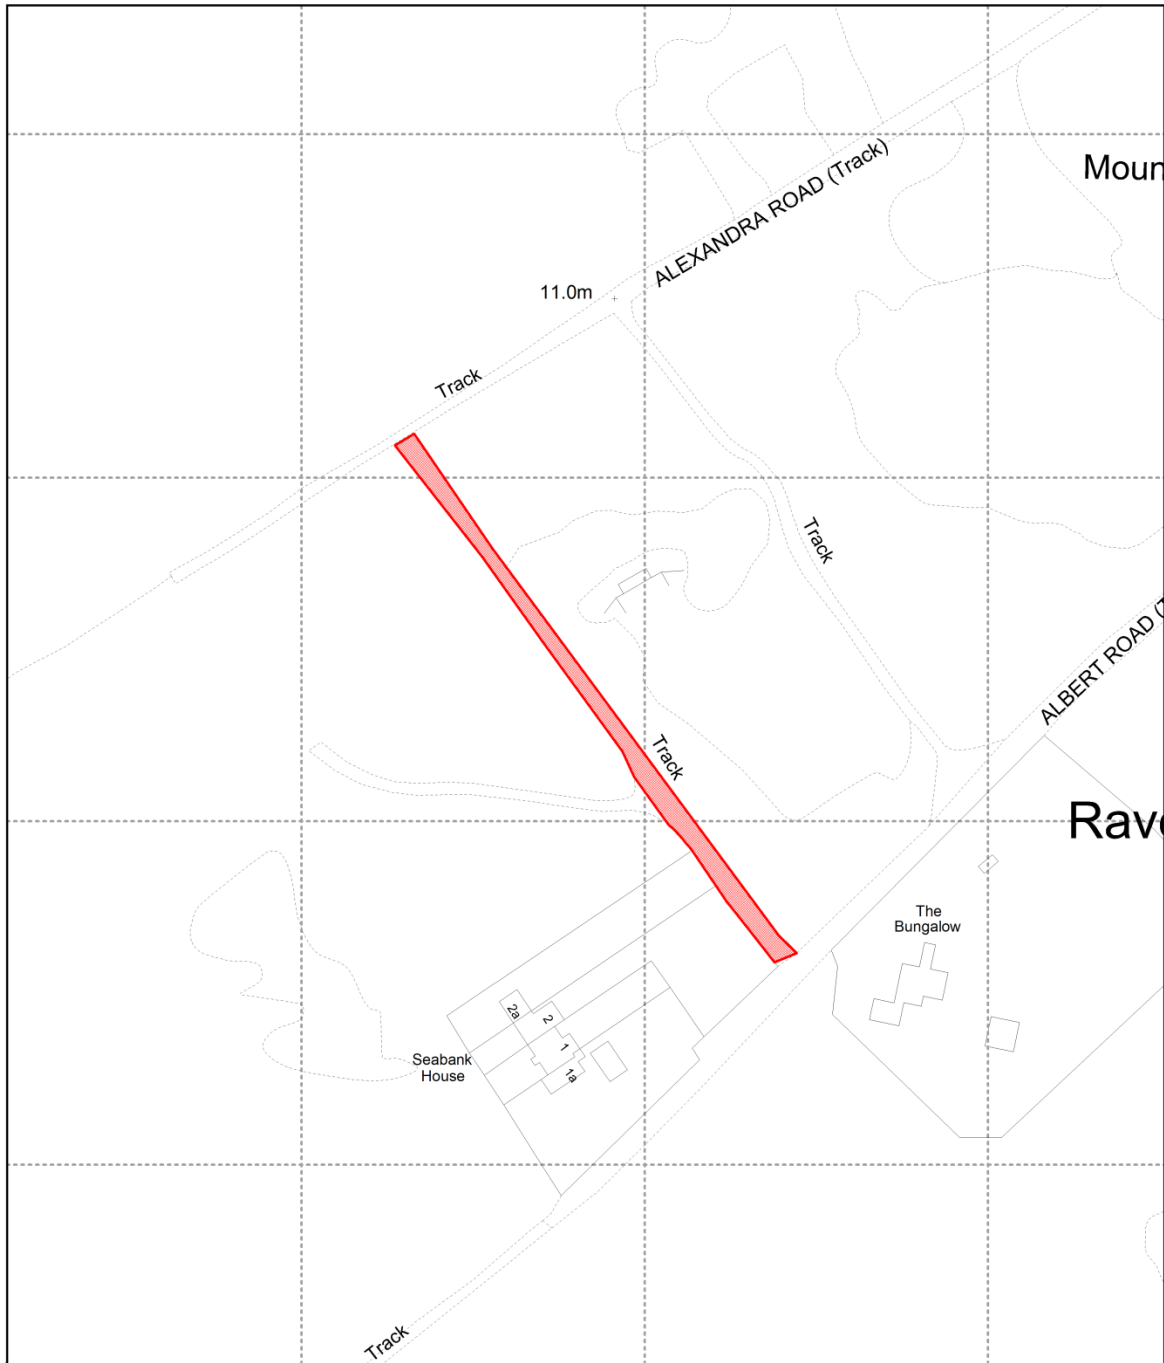 Moun
ALEXANDRA ROAD (Track)
11.0m
Track
Track
ALBERT ROAD (T
Track
Rave
The
Bungalow
2a
2
1
1a
Seabank
House
Track